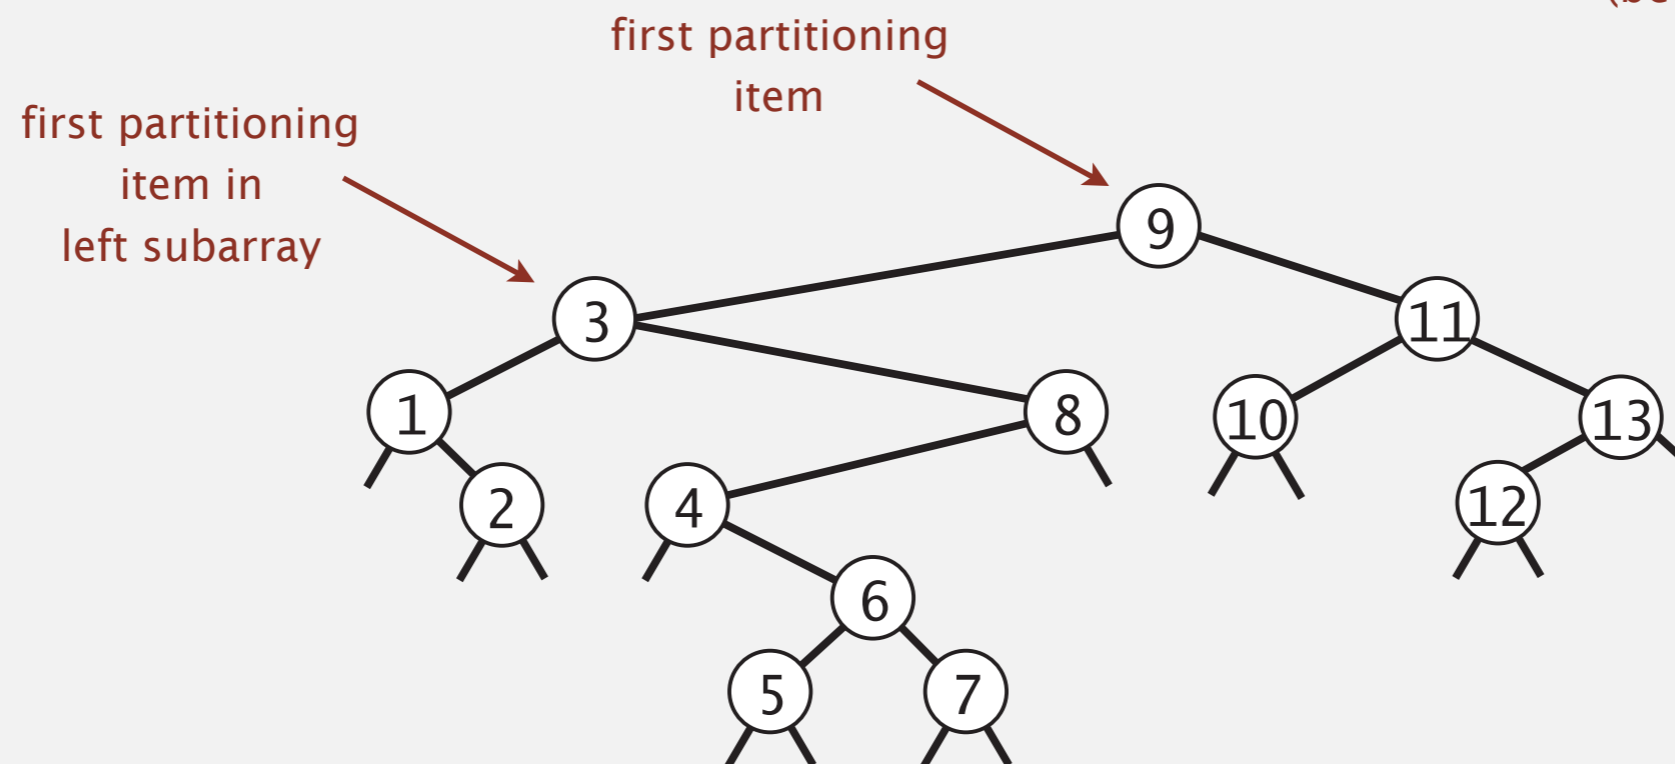 first partitioning
item
first partitioning
item in
left subarray
9
3
11
1
8
10
13
2
4
12
6
5
7